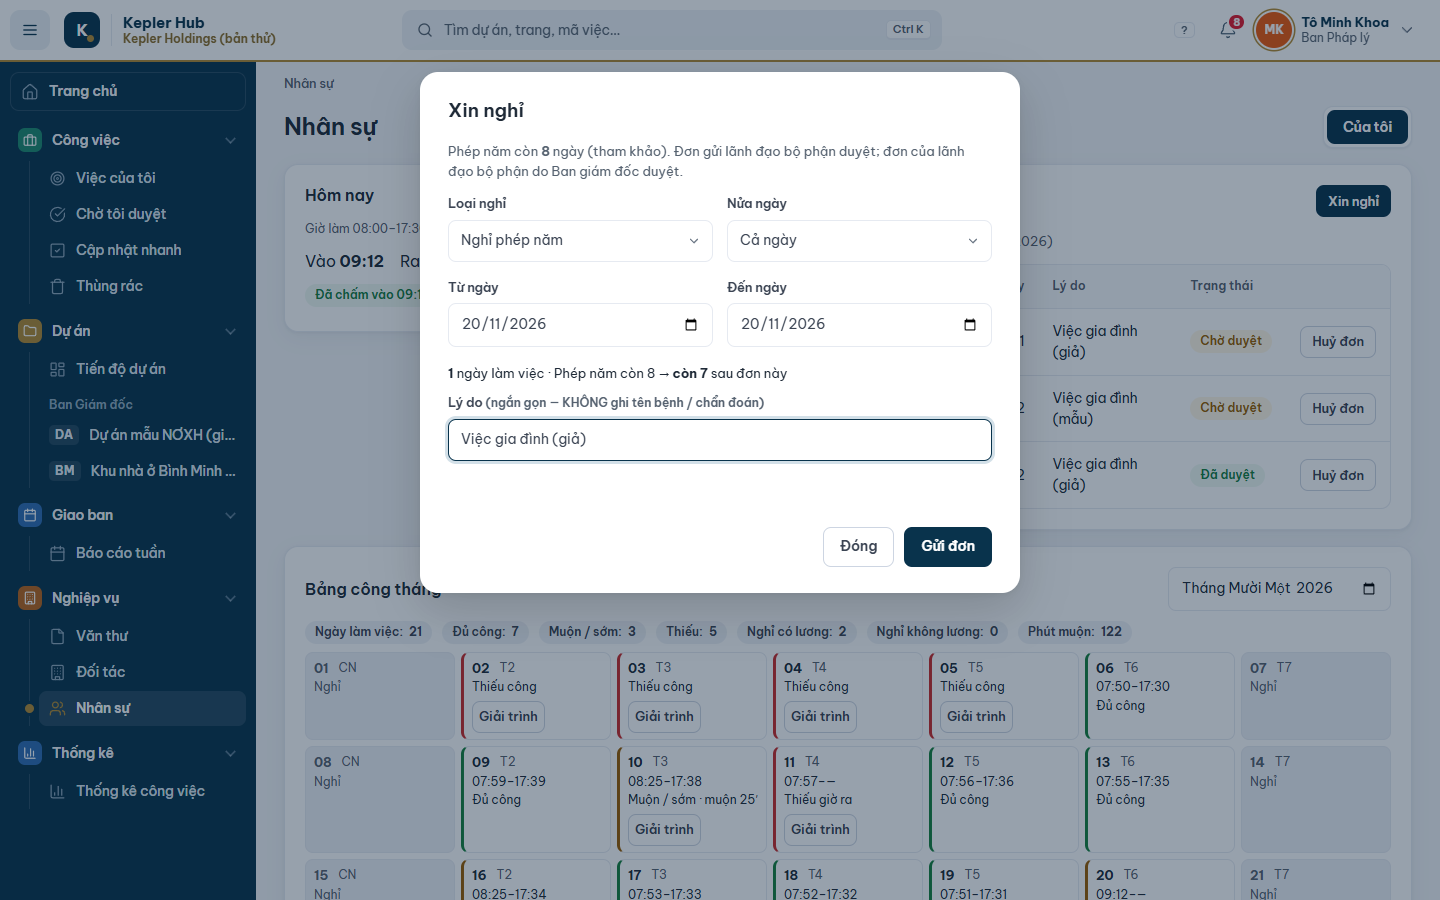 Kepler Hub
Kepler Holdings (bản thử)
Tìm dự án, trang, mã việc...
Ctrl K
?
8
MK
Tô Minh Khoa
Ban Pháp lý
Trang chủ
Công việc
Việc của tôi
Chờ tôi duyệt
Cập nhật nhanh
Thùng rác
Dự án
Tiến độ dự án
Ban Giám đốc
DA Dự án mẫu NƠXH (gi...
BM Khu nhà ở Bình Minh ...
Giao ban
Báo cáo tuần
Nghiệp vụ
Văn thư
Đối tác
Nhân sự
Thống kê
Thống kê công việc
Nhân sự
Nhân sự
Của tôi
Hôm nay
Giờ làm 08:00–17:3
Vào 09:12 Ra
Đã chấm vào 09:1
Xin nghỉ
Phép năm còn 8 ngày (tham khảo). Đơn gửi lãnh đạo bộ phận duyệt; đơn của lãnh
đạo bộ phận do Ban giám đốc duyệt.
Loại nghỉ
Nghỉ phép năm
Nửa ngày
Cả ngày
Từ ngày
20/11/2026
Đến ngày
20/11/2026
1 ngày làm việc · Phép năm còn 8 → còn 7 sau đơn này
Lý do (ngắn gọn — KHÔNG ghi tên bệnh / chẩn đoán)
Việc gia đình (giả)
Đóng
Gửi đơn
Xin nghỉ
026)
Lý do
Trạng thái
Việc gia đình
(giả)
Chờ duyệt
Huỷ đơn
Việc gia đình
(mẫu)
Chờ duyệt
Huỷ đơn
Việc gia đình
(giả)
Đã duyệt
Huỷ đơn
Bảng công tháng
Tháng Mười Một 2026
Ngày làm việc: 21
Đủ công: 7
Muộn / sớm: 3
Thiếu: 5
Nghỉ có lương: 2
Nghỉ không lương: 0
Phút muộn: 122
01 CN
Nghỉ
02 T2
Thiếu công
Giải trình
03 T3
Thiếu công
Giải trình
04 T4
Thiếu công
Giải trình
05 T5
Thiếu công
Giải trình
06 T6
07:50–17:30
Đủ công
07 T7
Nghỉ
08 CN
Nghỉ
09 T2
07:59–17:39
Đủ công
10 T3
08:25–17:38
Muộn / sớm · muộn 25′
Giải trình
11 T4
07:57–—
Thiếu giờ ra
Giải trình
12 T5
07:56–17:36
Đủ công
13 T6
07:55–17:35
Đủ công
14 T7
Nghỉ
15 CN
Nghỉ
16 T2
08:25–17:34
17 T3
07:53–17:33
18 T4
07:52–17:32
19 T5
07:51–17:31
20 T6
09:12–—
21 T7
Nghỉ